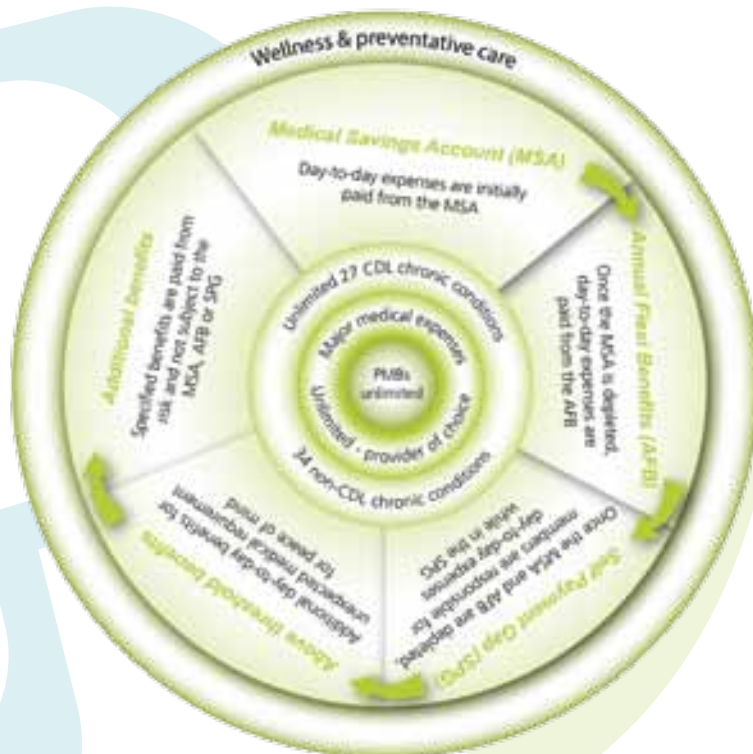 Wellness & preventative care
Medical Savings Account (MSA)
Day-to-day expenses are initially
paid from the MSA
Annual Flexi Benefits (AFB)
Once the MSA is depleted,
day-to-day expenses are
paid from the AFB
Self Payment Gap (SPG)
Once the MSA and AFB are depleted,
members are responsible for
day-to-day expenses
while in the SPG
Above threshold benefits
Additional day-to-day benefits for
unexpected medical requirement
for peace of mind
Additional benefits
Specified benefits are paid from
risk and not subject to the
MSA, AFB or SPG
Unlimited 27 CDL chronic conditions
34 non-CDL chronic conditions
Major medical expenses
Unlimited - provider of choice
PMBs
unlimited